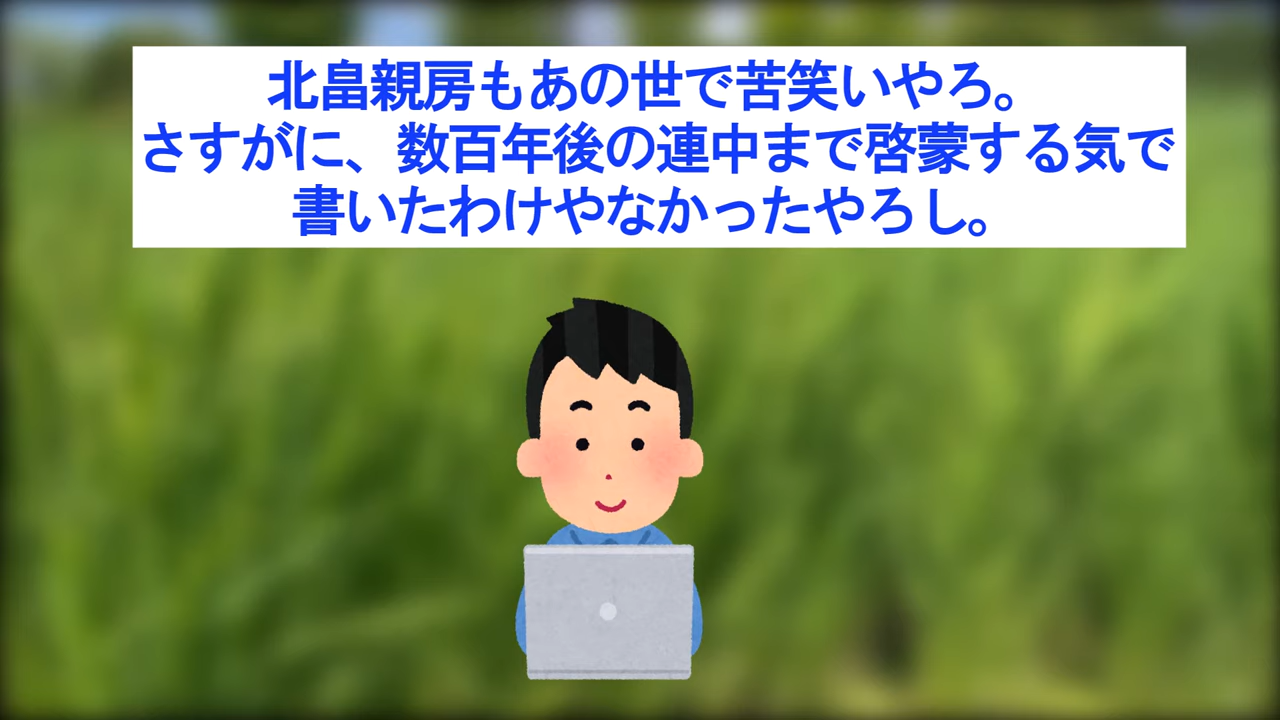 北畠親房もあの世で苦笑いやろ。
さすがに、数百年後の連中まで啓蒙する気で
書いたわけやなかったやろし。